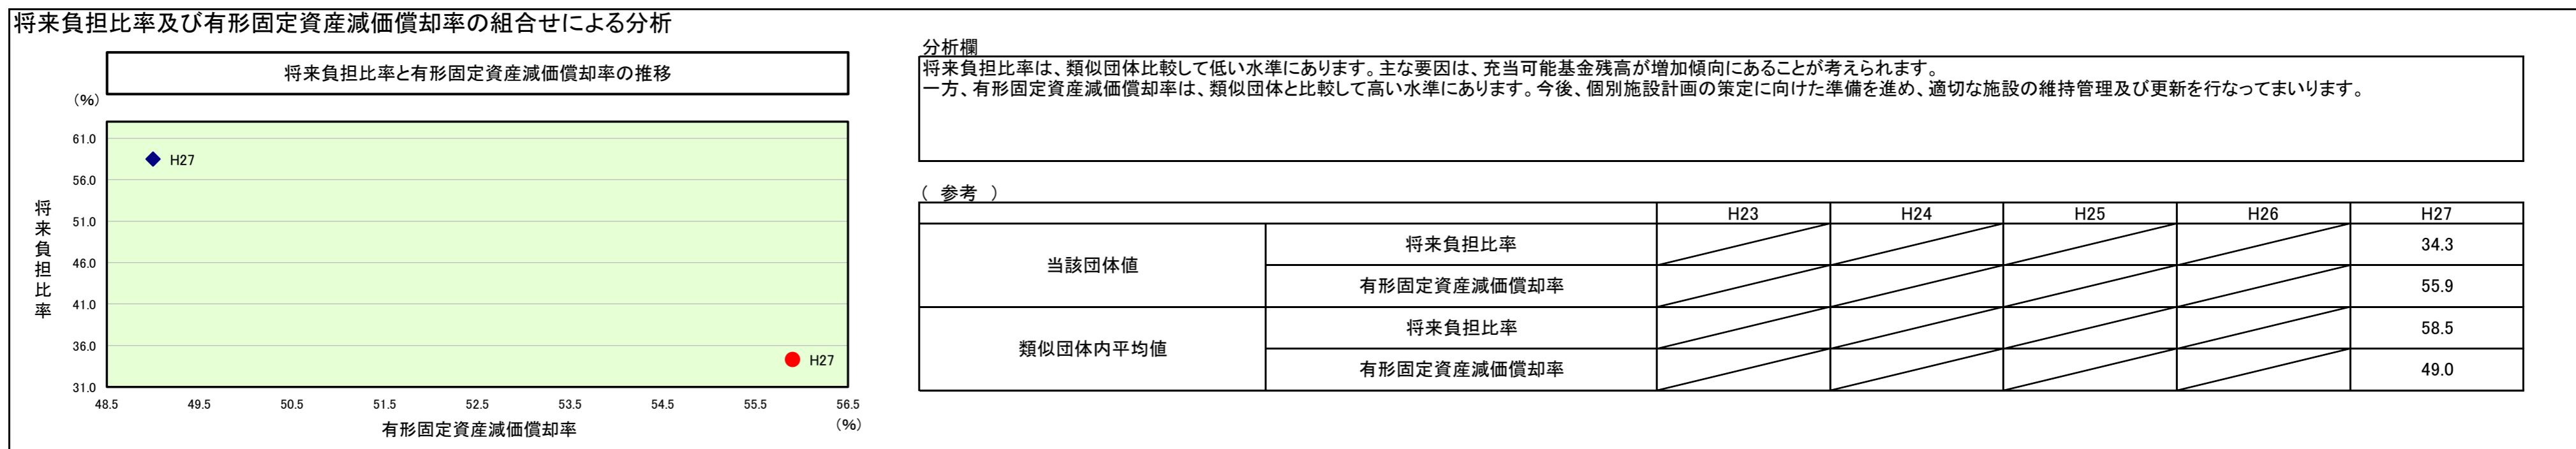 将来負担比率及び有形固定資産減価償却率の組合せによる分析
将来負担比率と有形固定資産減価償却率の推移
(%)
61.0
56.0
51.0
46.0
41.0
36.0
31.0
将来負担比率
H27
H27
48.5 49.5 50.5 51.5 52.5 53.5 54.5 55.5 56.5
有形固定資産減価償却率
(%)
分析欄
将来負担比率は、類似団体比較して低い水準にあります。主な要因は、充当可能基金残高が増加傾向にあることが考えられます。
一方、有形固定資産減価償却率は、類似団体と比較して高い水準にあります。今後、個別施設計画の策定に向けた準備を進め、適切な施設の維持管理及び更新を行なってまいります。
( 参考 )
H23 H24 H25 H26 H27
当該団体値
将来負担比率 34.3
有形固定資産減価償却率 55.9
類似団体内平均値
将来負担比率 58.5
有形固定資産減価償却率 49.0